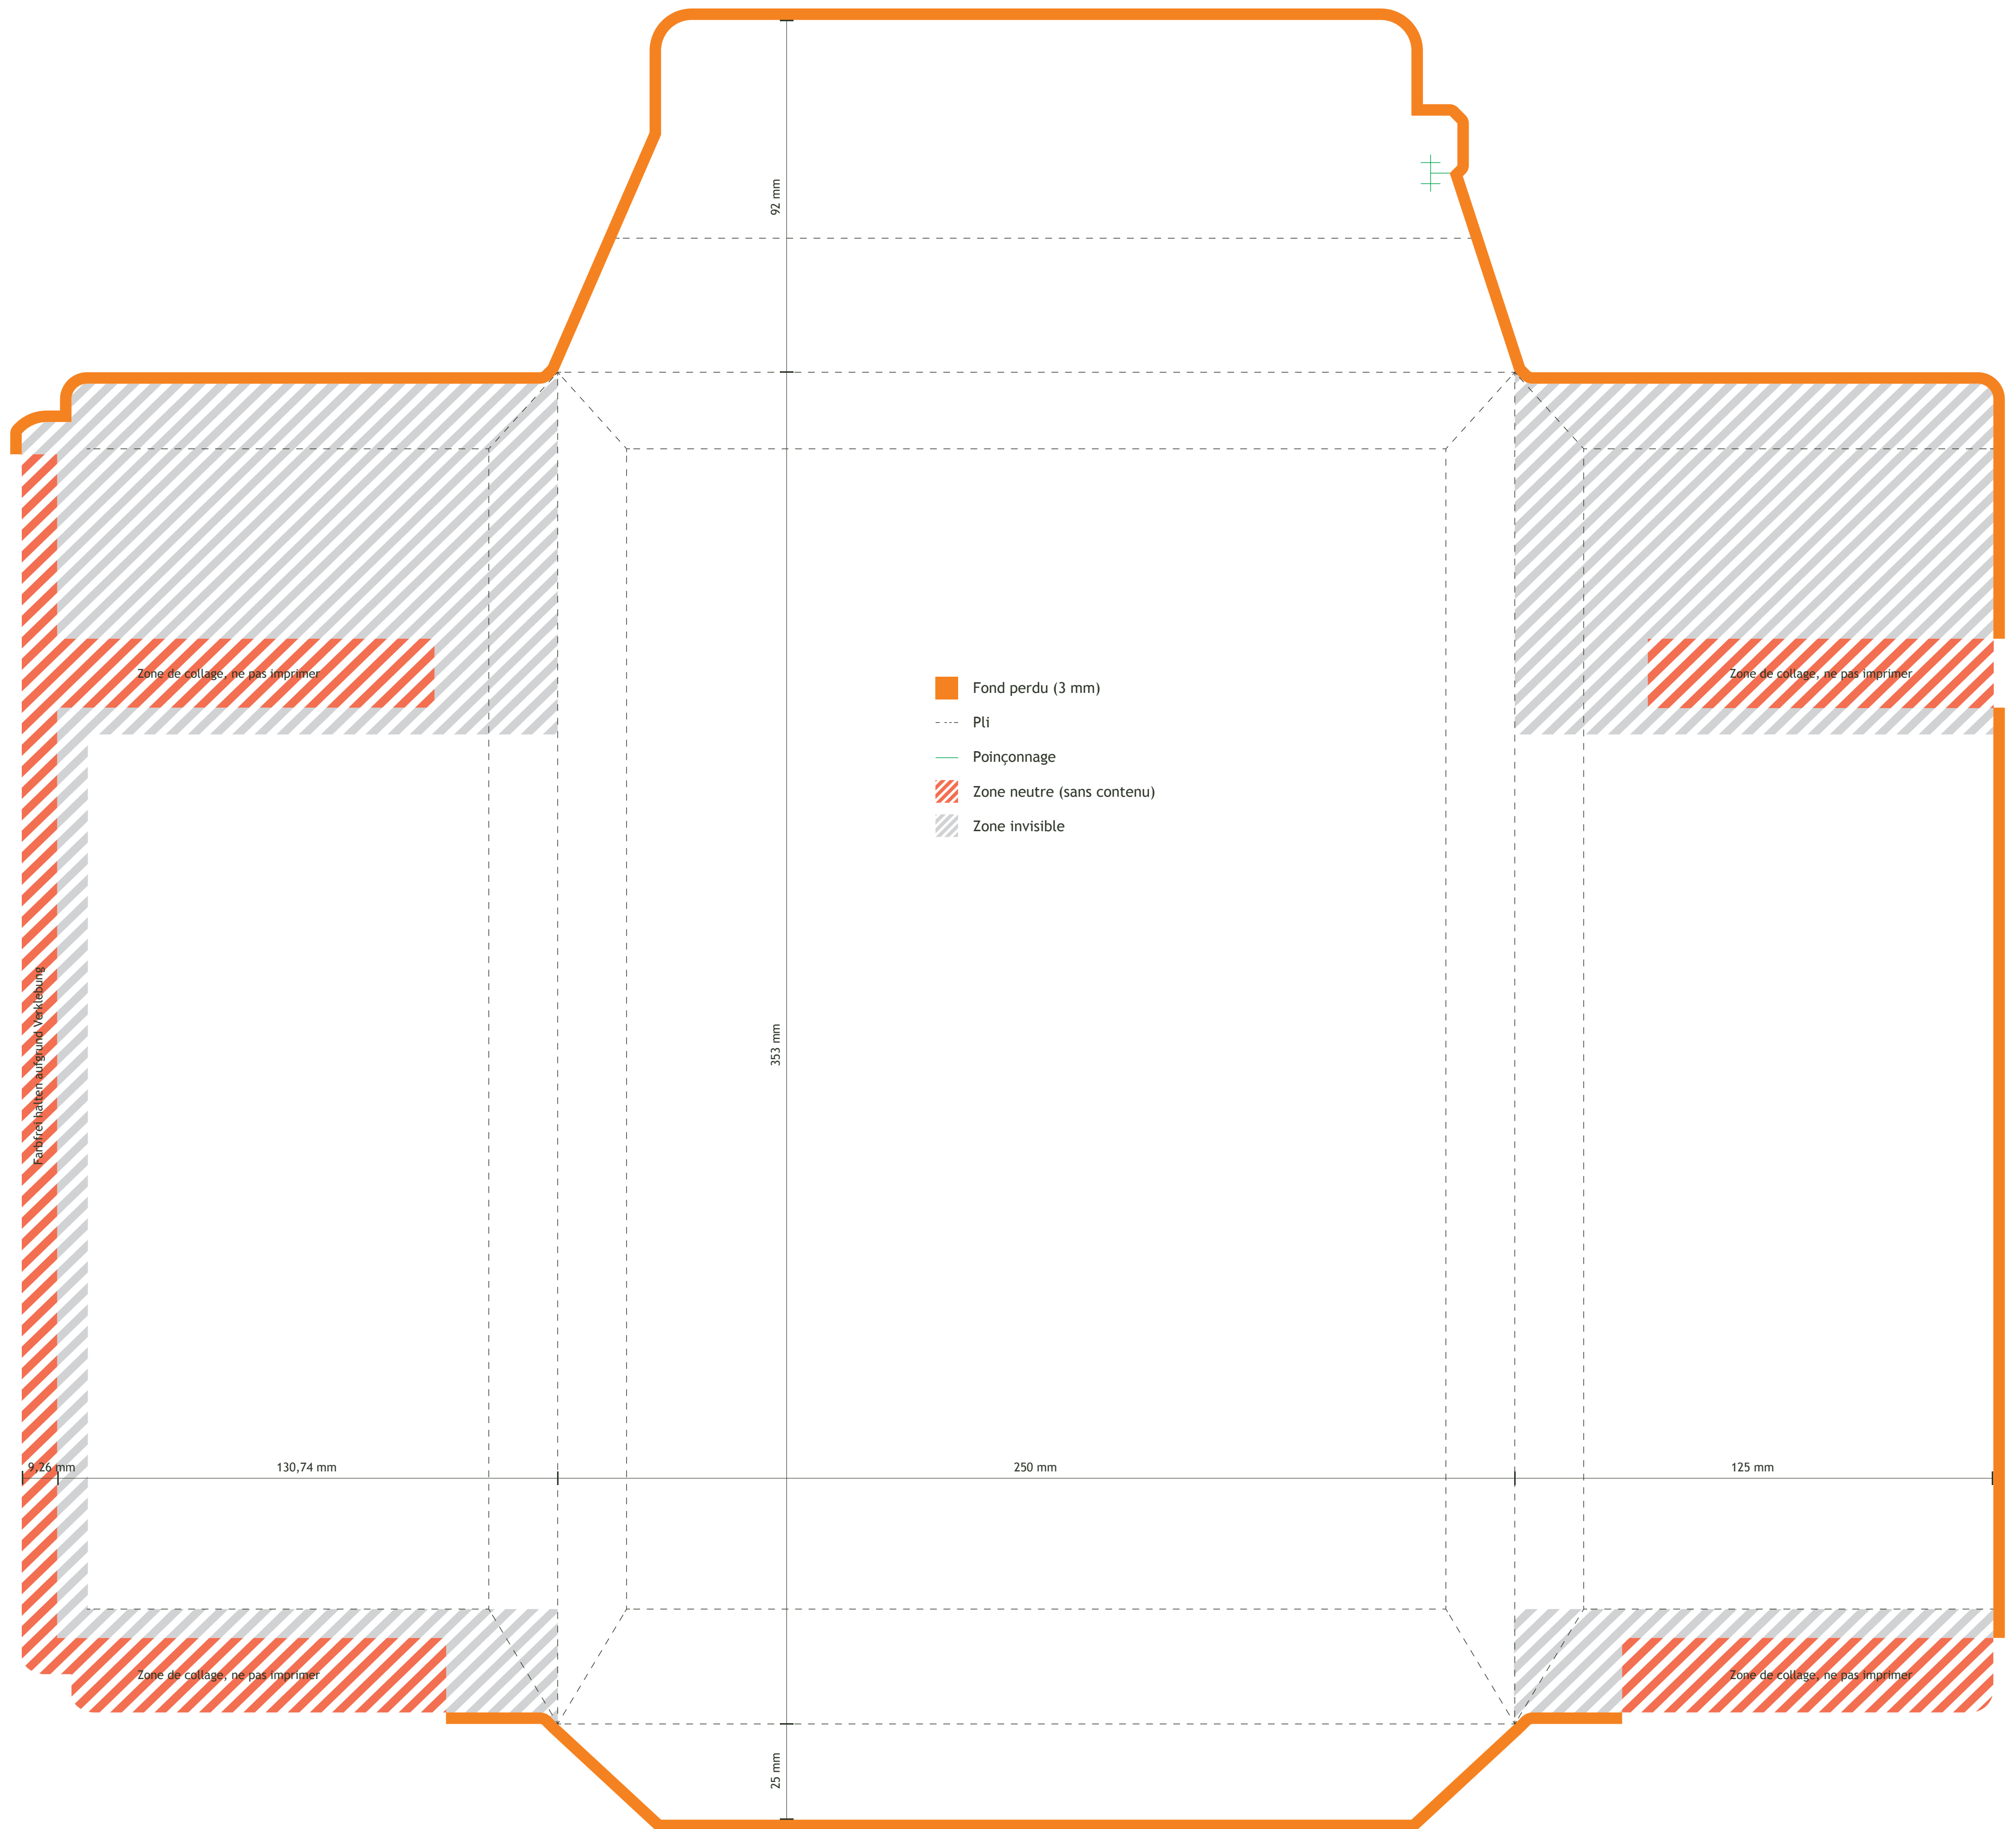 92 mm
Zone de collage, ne pas imprimer
Zone de collage, ne pas imprimer
Fond perdu (3 mm)
Pli
Poinçonnage
Zone neutre (sans contenu)
Zone invisible
Farbfrei halten aufgrund Verklebung
353 mm
9,26 mm
130,74 mm
250 mm
125 mm
Zone de collage, ne pas imprimer
Zone de collage, ne pas imprimer
25 mm